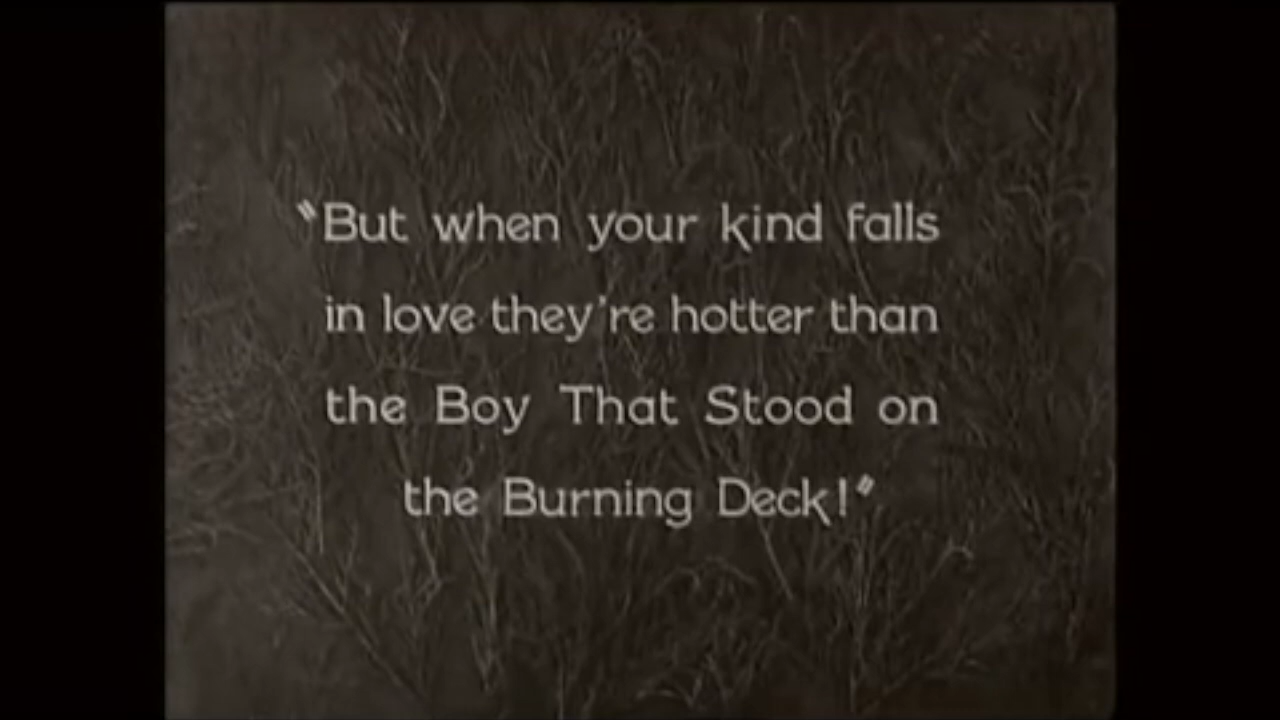 "But when your kind falls
in love they're hotter than
the Boy That Stood on
the Burning Deck!"